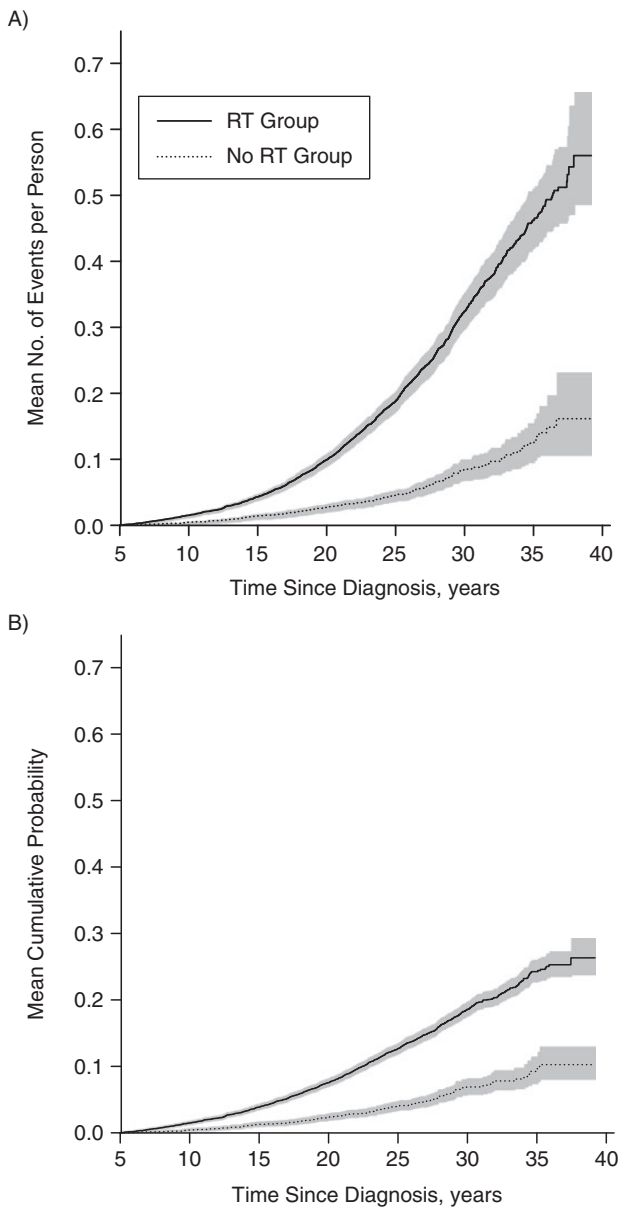 A)
Mean No. of Events per Person
0.7
0.6
0.5
0.4
0.3
0.2
0.1
0.0
RT Group
No RT Group
5 10 15 20 25 30 35 40
Time Since Diagnosis, years
B)
Mean Cumulative Probability
0.7
0.6
0.5
0.4
0.3
0.2
0.1
0.0
5 10 15 20 25 30 35 40
Time Since Diagnosis, years